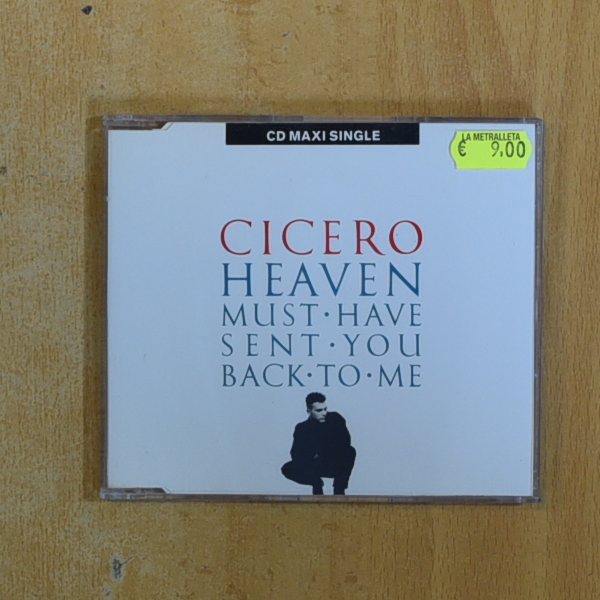 CD MAXI SINGLE
LA METRALLETA
€ 9,00
CICERO
HEAVEN
MUST·HAVE
SENT·YOU
BACK·TO·ME